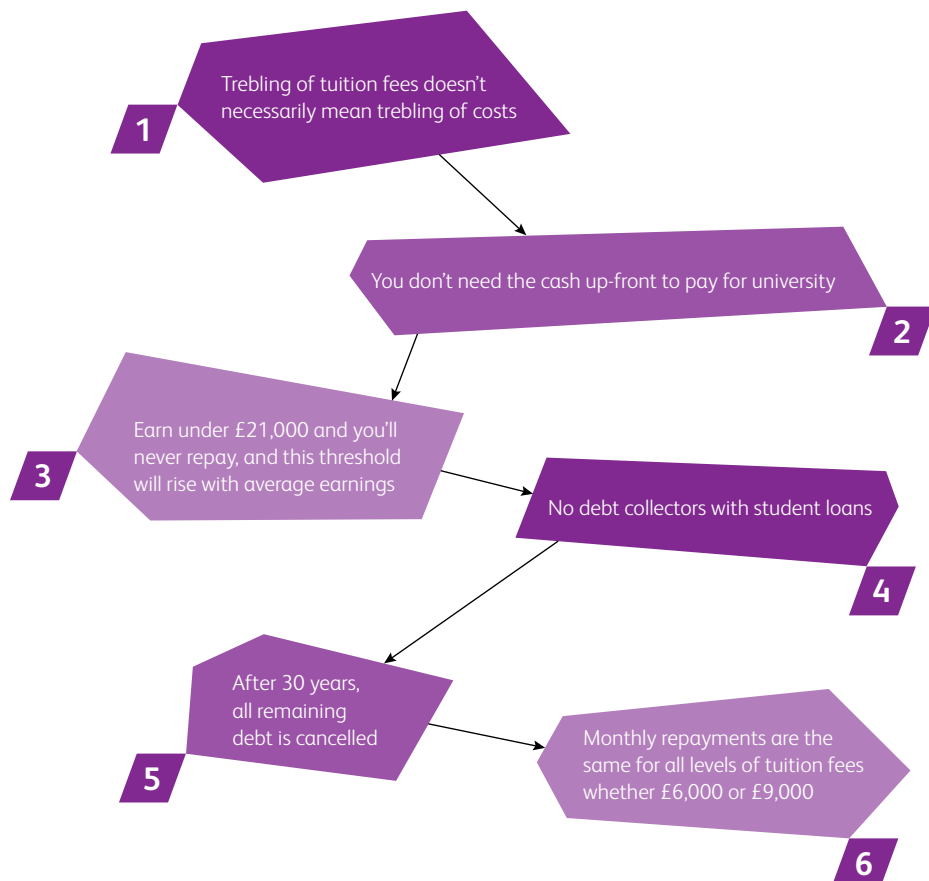 Trebling of tuition fees doesn’t
necessarily mean trebling of costs
1
You don’t need the cash up-front to pay for university
2
Earn under £21,000 and you’ll
never repay, and this threshold
will rise with average earnings
3
No debt collectors with student loans
4
After 30 years,
all remaining
debt is cancelled
5
Monthly repayments are the
same for all levels of tuition fees
whether £6,000 or £9,000
6